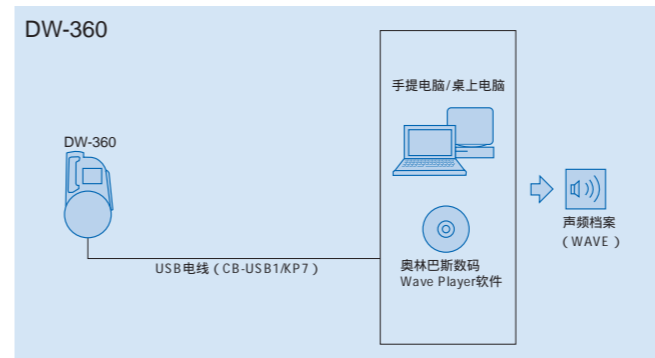 DW-360
手提电脑/桌上电脑
DW-360
声频档案
（WAVE）
USB电线（CB-USB1/KP7）
奥林巴斯数码
Wave Player软件